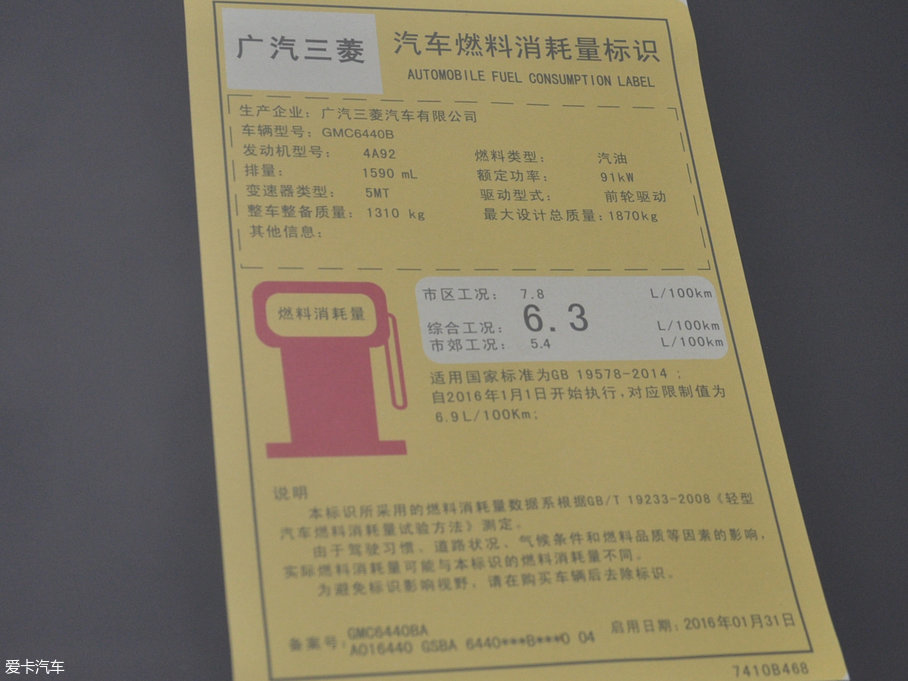 广汽三菱 汽车燃料消耗量标识
AUTOMOBILE FUEL CONSUMPTION LABEL
生产企业：广汽三菱汽车有限公司
车辆型号：GMC6440B
发动机型号： 4A92 燃料类型： 汽油
排量： 1590 mL 额定功率： 91kW
变速器类型： 5MT 驱动型式： 前轮驱动
整车整备质量：1310 kg 最大设计总质量：1870kg
其他信息：
燃料消耗量
市区工况： 7.8 L/100km
综合工况： 6.3 L/100km
市郊工况： 5.4 L/100km
适用国家标准为GB 19578-2014 ；
自2016年1月1日开始执行，对应限制值为
6.9L/100Km；
说明
本标识所采用的燃料消耗量数据系根据GB/T 19233-2008《轻型
汽车燃料消耗量试验方法》测定。
由于驾驶习惯、道路状况、气候条件和燃料品质等因素的影响，
实际燃料消耗量可能与本标识的燃料消耗量不同。
为避免标识影响视野，请在购买车辆后去除标识。
备案号：GMC6440BA
A016440 GSBA 6440***B***0 04 启用日期：2016年01月31日
7410B468
爱卡汽车